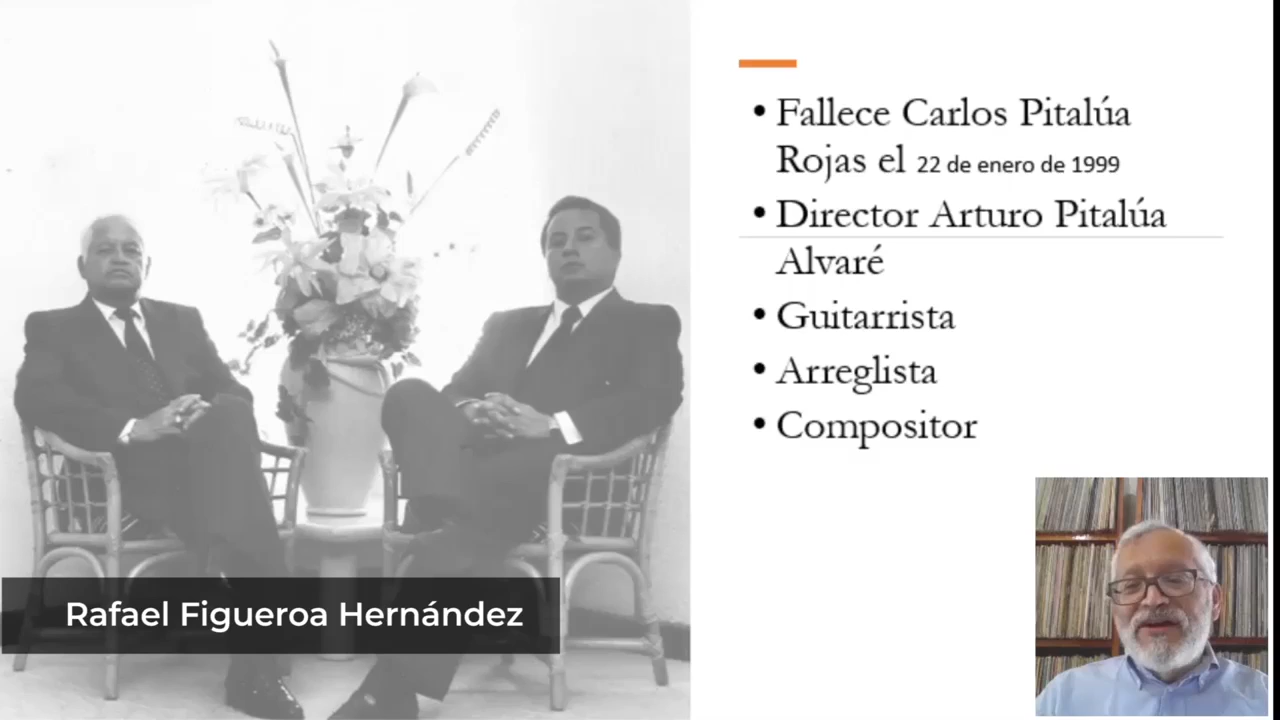 • Fallece Carlos Pitalúa
Rojas el 22 de enero de 1999
• Director Arturo Pitalúa
Alvaré
• Guitarrista
• Arreglista
• Compositor
Rafael Figueroa Hernández